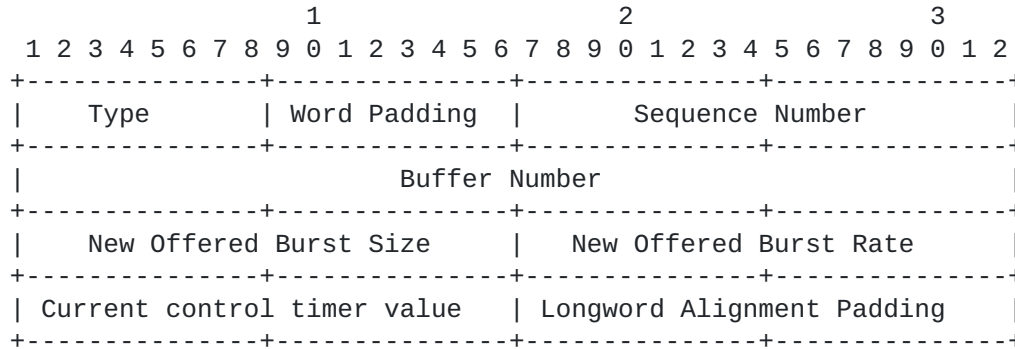 1                   2                   3
 1 2 3 4 5 6 7 8 9 0 1 2 3 4 5 6 7 8 9 0 1 2 3 4 5 6 7 8 9 0 1 2
+---------------+---------------+---------------+---------------+
|    Type       | Word Padding  |       Sequence Number         |
+---------------+---------------+---------------+---------------+
|                        Buffer Number                          |
+---------------+---------------+---------------+---------------+
|    New Offered Burst Size     |   New Offered Burst Rate      |
+---------------+---------------+---------------+---------------+
| Current control timer value   | Longword Alignment Padding    |
+---------------+---------------+---------------+---------------+